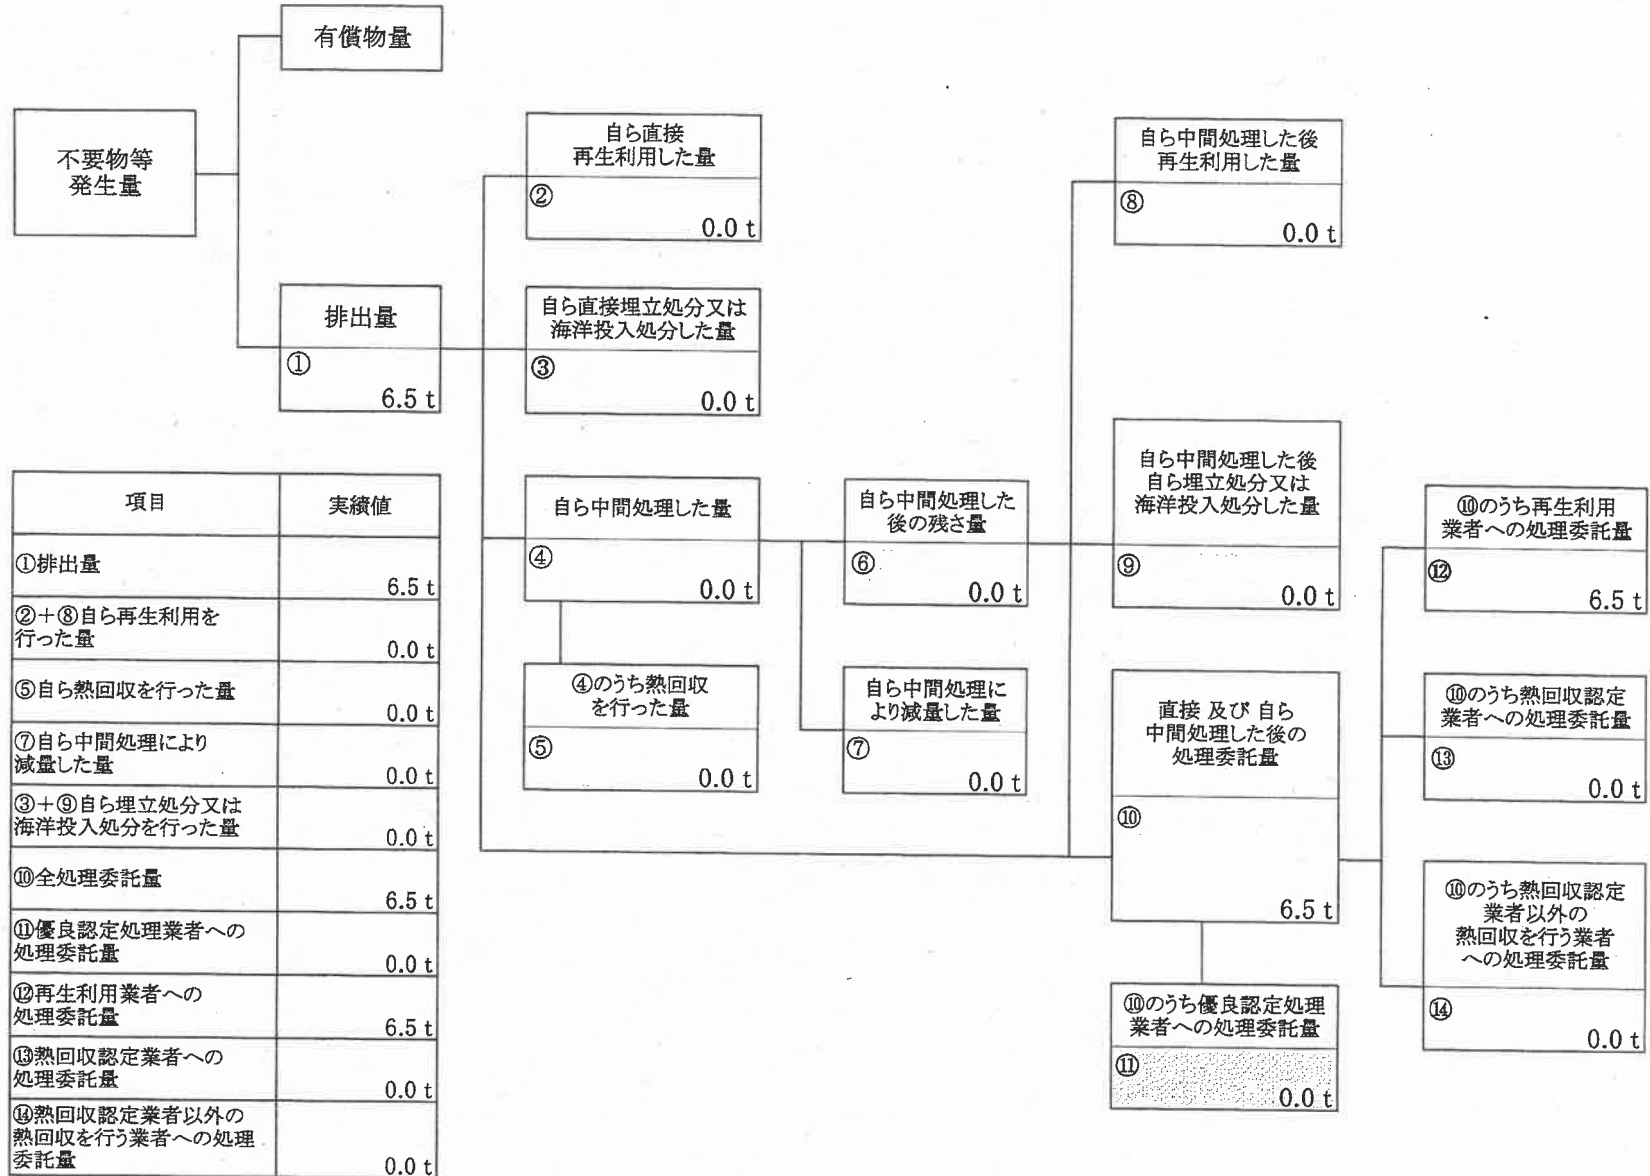 有償物量
不要物等
発生量
排出量
①
6.5 t
自ら直接
再生利用した量
②
0.0 t
自ら直接埋立処分又は
海洋投入処分した量
③
0.0 t
自ら中間処理した量
④
0.0 t
④のうち熱回収
を行った量
⑤
0.0 t
自ら中間処理した
後の残さ量
⑥
0.0 t
自ら中間処理に
より減量した量
⑦
0.0 t
自ら中間処理した後
再生利用した量
⑧
0.0 t
自ら中間処理した後
自ら埋立処分又は
海洋投入処分した量
⑨
0.0 t
直接 及び 自ら
中間処理した後の
処理委託量
⑩
6.5 t
⑩のうち優良認定処理
業者への処理委託量
⑪
0.0 t
⑩のうち再生利用
業者への処理委託量
⑫
6.5 t
⑩のうち熱回収認定
業者への処理委託量
⑬
0.0 t
⑩のうち熱回収認定
業者以外の
熱回収を行う業者
への処理委託量
⑭
0.0 t
項目 実績値
①排出量
6.5 t
②+⑧自ら再生利用を
行った量
0.0 t
⑤自ら熱回収を行った量
0.0 t
⑦自ら中間処理により
減量した量
0.0 t
③+⑨自ら埋立処分又は
海洋投入処分を行った量
0.0 t
⑩全処理委託量
6.5 t
⑪優良認定処理業者への
処理委託量
0.0 t
⑫再生利用業者への
処理委託量
6.5 t
⑬熱回収認定業者への
処理委託量
0.0 t
⑭熱回収認定業者以外の
熱回収を行う業者への処理
委託量
0.0 t